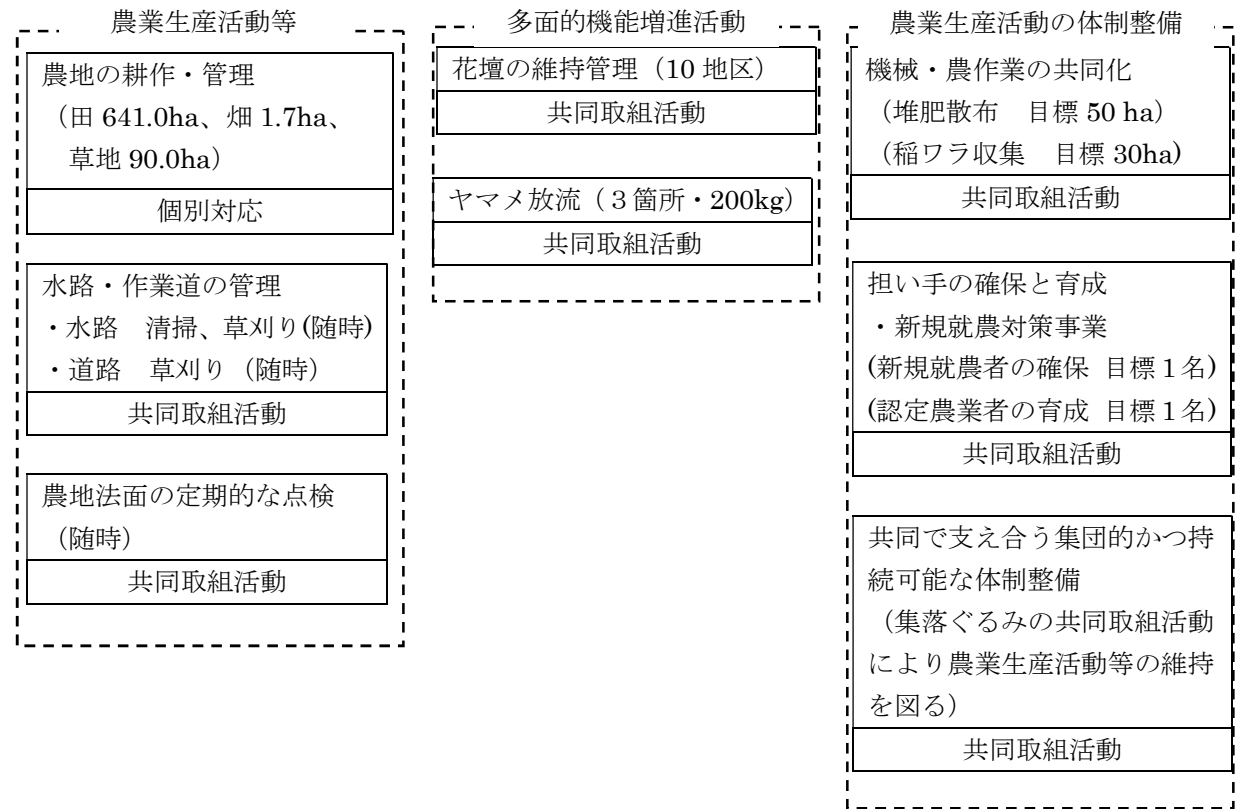 農業生産活動等
農地の耕作・管理
（田 641.0ha、畑 1.7ha、
草地 90.0ha）
個別対応
水路・作業道の管理
・水路　清掃、草刈り(随時)
・道路　草刈り（随時）
共同取組活動
農地法面の定期的な点検
（随時）
共同取組活動
多面的機能増進活動
花壇の維持管理（10 地区）
共同取組活動
ヤマメ放流（３箇所・200kg）
共同取組活動
農業生産活動の体制整備
機械・農作業の共同化
（堆肥散布　目標 50 ha）
（稲ワラ収集　目標 30ha)
共同取組活動
担い手の確保と育成
・新規就農対策事業
(新規就農者の確保 目標１名)
(認定農業者の育成 目標１名)
共同取組活動
共同で支え合う集団的かつ持
続可能な体制整備
（集落ぐるみの共同取組活動
により農業生産活動等の維持
を図る）
共同取組活動